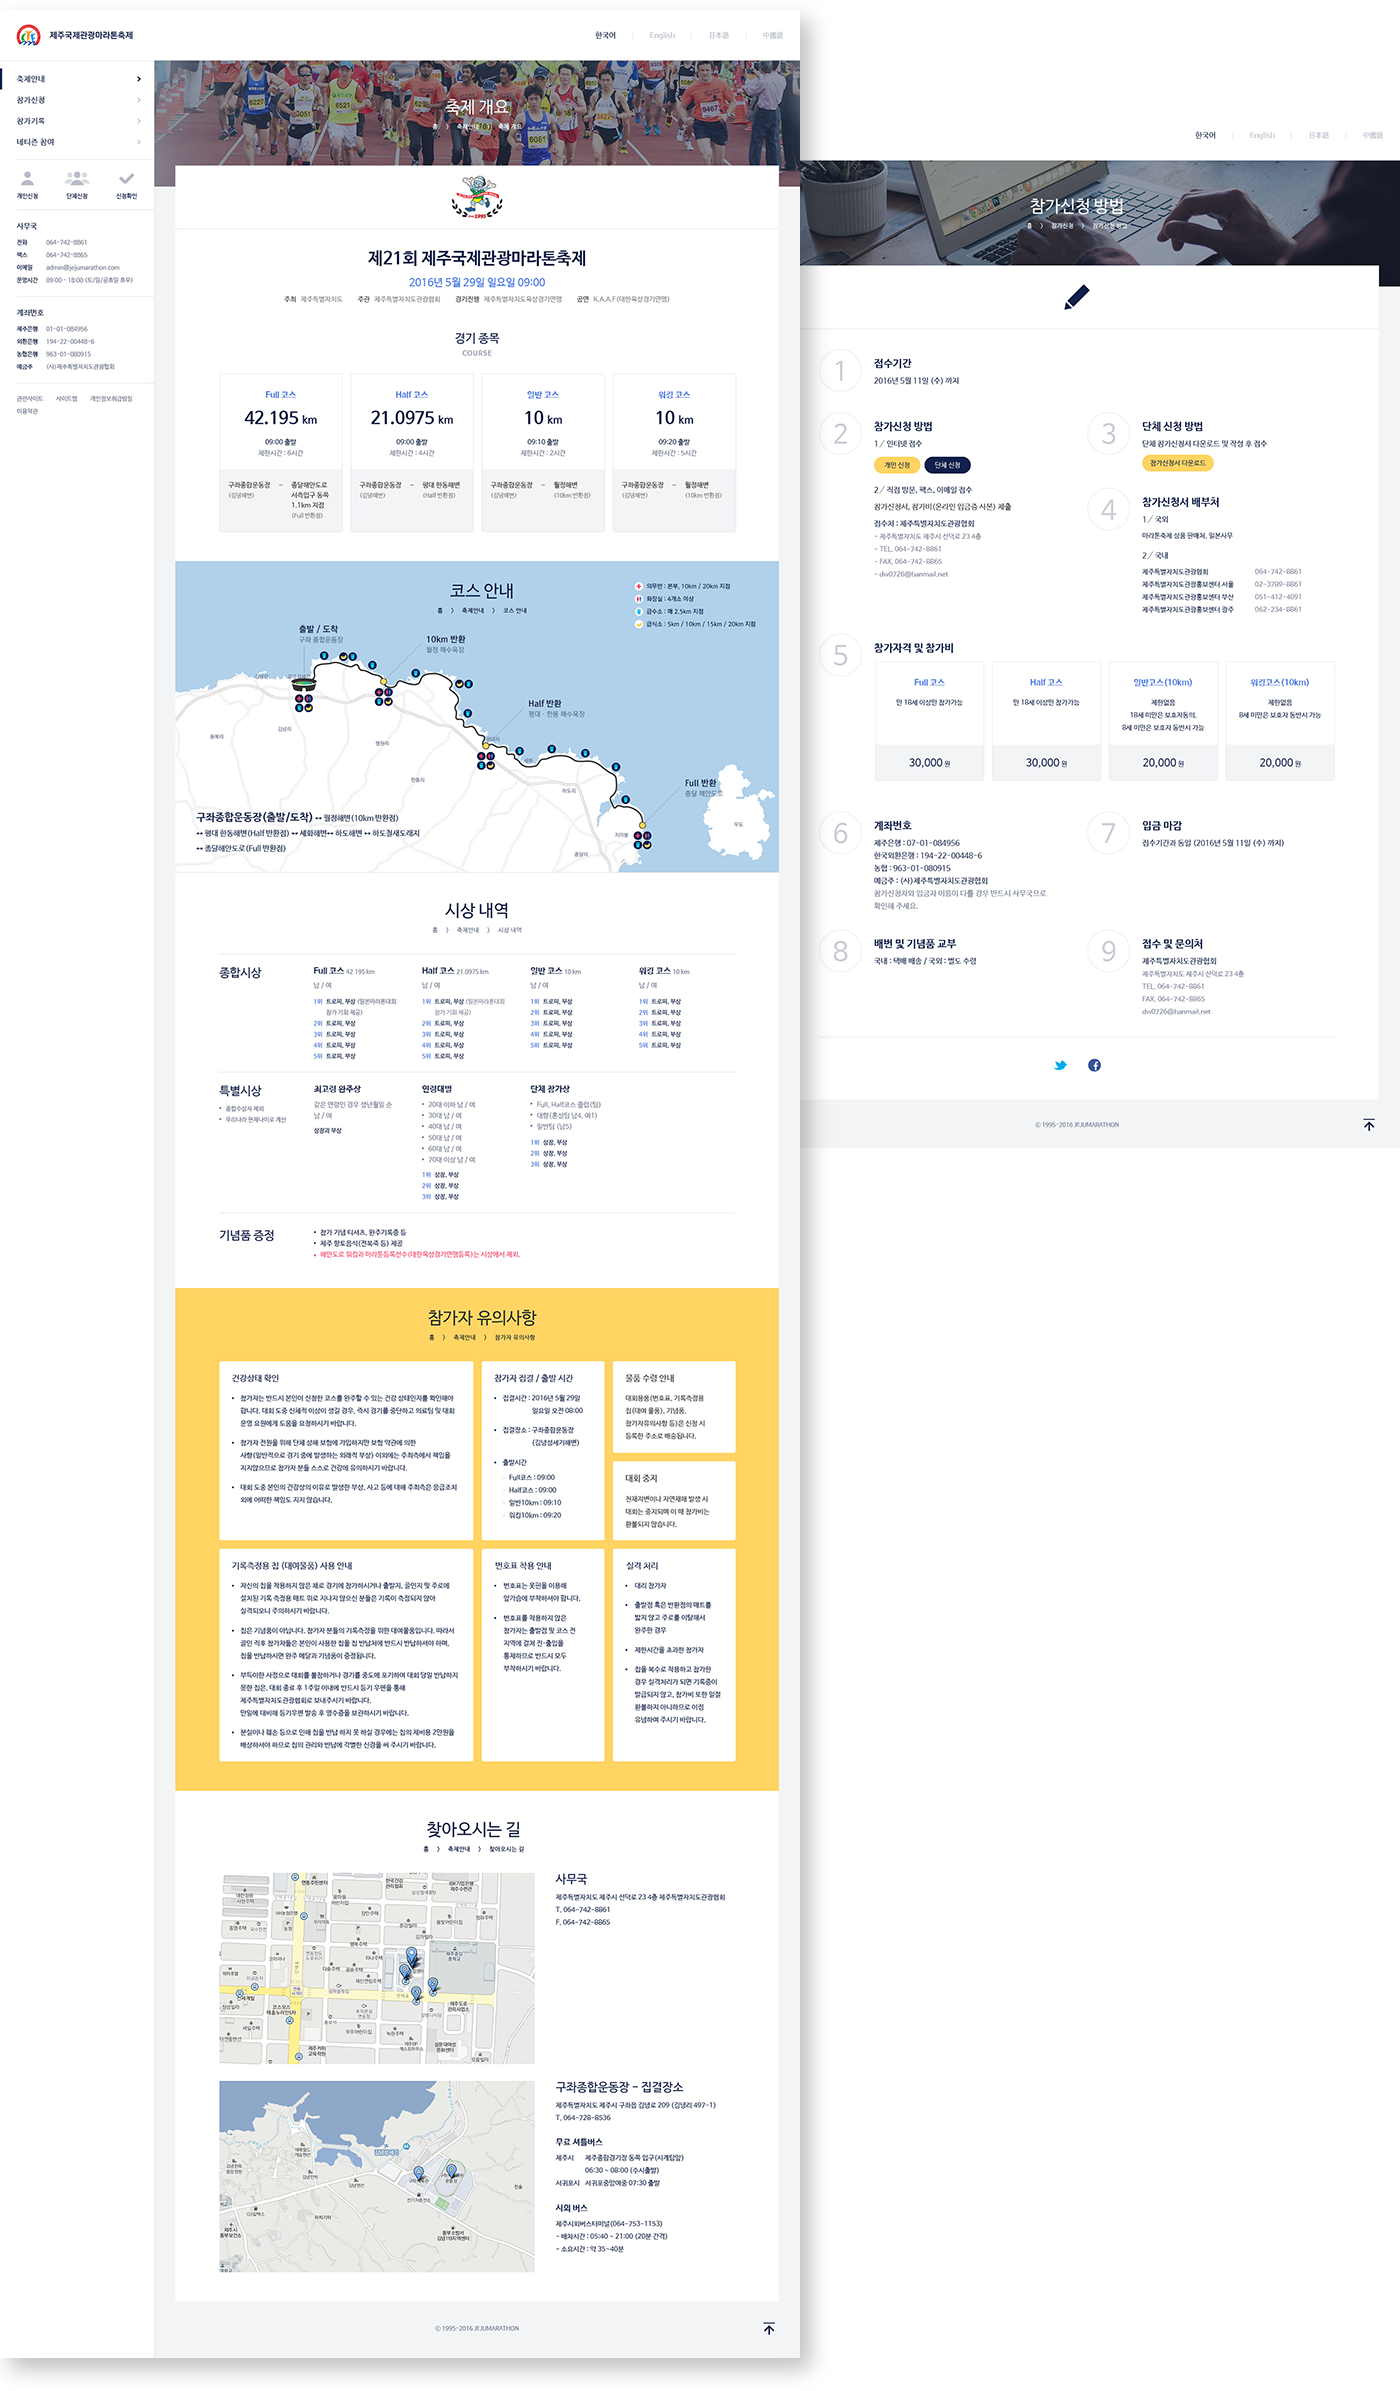 제주국제관광마라톤축제
한국어
English
日本語
中國語
축제안내
참가신청
참가기록
네티즌 참여
개인신청
단체신청
신청확인
사무국
전화 064-742-8861
팩스 064-742-8865
이메일 admin@jejumarathon.com
운영시간 09:00 - 18:00 (토/일/공휴일 휴무)
계좌번호
제주은행 01-01-084956
외환은행 194-22-00448-6
농협은행 963-01-080915
예금주 (사)제주특별자치도관광협회
관련사이트 사이트맵 개인정보취급방침
이용약관
축제 개요
홈 > 축제안내 > 축제 개요
since 1995
제21회 제주국제관광마라톤축제
2016년 5월 29일 일요일 09:00
주최 제주특별자치도 주관 제주특별자치도관광협회 경기진행 제주특별자치도육상경기연맹 공연 K.A.A.F(대한육상경기연맹)
경기 종목
COURSE
Full 코스
42.195 km
09:00 출발
제한시간 : 6시간
구좌종합운동장 - 종달해안도로
(김녕해변) 서측입구 동쪽
1.1km 지점
(Full 반환점)
Half 코스
21.0975 km
09:00 출발
제한시간 : 4시간
구좌종합운동장 - 평대 한동해변
(김녕해변) (Half 반환점)
일반 코스
10 km
09:10 출발
제한시간 : 2시간
구좌종합운동장 - 월정해변
(김녕해변) (10km 반환점)
워킹 코스
10 km
09:20 출발
제한시간 : 5시간
구좌종합운동장 - 월정해변
(김녕해변) (10km 반환점)
코스 안내
홈 > 축제안내 > 코스 안내
의무반 : 본부, 10km / 20km 지점
화장실 : 4개소 이상
급수소 : 매 2.5km 지점
급식소 : 5km / 10km / 15km / 20km 지점
출발 / 도착
구좌 종합운동장
10km 반환
월정 해수욕장
Half 반환
평대 · 한동 해수욕장
Full 반환
종달 해안도로
동복리
김녕리
행원리
한동리
평대리
세화
하도리
지미봉
종달리
우도
구좌종합운동장(출발/도착) ↔ 월정해변(10km 반환점)
↔ 평대 한동해변(Half 반환점) ↔ 세화해변 ↔ 하도해변 ↔ 하도철새도래지
↔ 종달해안도로(Full 반환점)
시상 내역
홈 > 축제안내 > 시상 내역
종합시상
Full 코스 42.195 km
남 / 여
1위 트로피, 부상 (일본마라톤대회
참가 기회 제공)
2위 트로피, 부상
3위 트로피, 부상
4위 트로피, 부상
5위 트로피, 부상
Half 코스 21.0975 km
남 / 여
1위 트로피, 부상 (일본마라톤대회
참가 기회 제공)
2위 트로피, 부상
3위 트로피, 부상
4위 트로피, 부상
5위 트로피, 부상
일반 코스 10 km
남 / 여
1위 트로피, 부상
2위 트로피, 부상
3위 트로피, 부상
4위 트로피, 부상
5위 트로피, 부상
워킹 코스 10 km
남 / 여
1위 트로피, 부상
2위 트로피, 부상
3위 트로피, 부상
4위 트로피, 부상
5위 트로피, 부상
특별시상
• 종합수상자 제외
• 우리나라 현재나이로 계산
최고령 완주상
같은 연령인 경우 생년월일 순
남 / 여
상장과 부상
연령대별
• 20대 이하 남 / 여
• 30대 남 / 여
• 40대 남 / 여
• 50대 남 / 여
• 60대 남 / 여
• 70대 이상 남 / 여
1위 상장, 부상
2위 상장, 부상
3위 상장, 부상
단체 참가상
• Full, Half코스 클럽(팀)
• 대항(혼성팀 남4, 여1)
• 일반팀 (남5)
1위 상장, 부상
2위 상장, 부상
3위 상장, 부상
기념품 증정
• 참가 기념 티셔츠, 완주기록증 등
• 제주 향토음식(전복죽 등) 제공
• 해안도로 워킹과 마라톤등록선수(대한육상경기연맹등록)는 시상에서 제외.
참가자 유의사항
홈 > 축제안내 > 참가자 유의사항
건강상태 확인
• 참가자는 반드시 본인이 신청한 코스를 완주할 수 있는 건강 상태인지를 확인해야
합니다. 대회 도중 신체적 이상이 생길 경우, 즉시 경기를 중단하고 의료팀 및 대회
운영 요원에게 도움을 요청하시기 바랍니다.
• 참가자 전원을 위해 단체 상해 보험에 가입하지만 보험 약관에 의한
사항(일반적으로 경기 중에 발생하는 외래적 부상) 이외에는 주최측에서 책임을
지지않으므로 참가자 분들 스스로 건강에 유의하시기 바랍니다.
• 대회 도중 본인의 건강상의 이유로 발생한 부상, 사고 등에 대해 주최측은 응급조치
외에 어떠한 책임도 지지 않습니다.
참가자 집결 / 출발 시간
• 집결시간 : 2016년 5월 29일
일요일 오전 08:00
• 집결장소 : 구좌종합운동장
(김녕성세기해변)
• 출발시간
Full코스 : 09:00
Half코스 : 09:00
일반10km : 09:10
워킹10km : 09:20
물품 수령 안내
대회용품(번호표, 기록측정용
칩(대여 물품), 기념품,
참가자유의사항 등)은 신청 시
등록한 주소로 배송됩니다.
대회 중지
천재지변이나 자연재해 발생 시
대회는 중지되며 이 때 참가비는
환불되지 않습니다.
기록측정용 칩 (대여물품) 사용 안내
• 자신의 칩을 착용하지 않은 채로 경기에 참가하시거나 출발지, 골인지 및 주로에
설치된 기록 측정용 매트 위로 지나지 않으신 분들은 기록이 측정되지 않아
실격되오니 주의하시기 바랍니다.
• 칩은 기념품이 아닙니다. 참가자 분들의 기록측정을 위한 대여물품입니다. 따라서
골인 직후 참가자들은 본인이 사용한 칩을 칩 반납처에 반드시 반납하셔야 하며,
칩을 반납하시면 완주 메달과 기념품이 증정됩니다.
• 부득이한 사정으로 대회를 불참하거나 경기를 중도에 포기하여 대회 당일 반납하지
못한 칩은, 대회 종료 후 1주일 이내에 반드시 등기 우편을 통해
제주특별자치도관광협회로 보내주시기 바랍니다.
만일에 대비해 등기우편 발송 후 영수증을 보관하시기 바랍니다.
• 분실이나 훼손 등으로 인해 칩을 반납 하지 못 하실 경우에는 칩의 제비용 2만원을
배상하셔야 하므로 칩의 관리와 반납에 각별한 신경을 써 주시기 바랍니다.
번호표 착용 안내
• 번호표는 옷핀을 이용해
앞가슴에 부착하셔야 합니다.
• 번호표를 착용하지 않은
참가자는 출발점 및 코스 전
지역에 걸쳐 진·출입을
통제하므로 반드시 모두
부착하시기 바랍니다.
실격 처리
• 대리 참가자
• 출발점 혹은 반환점의 매트를
밟지 않고 주로를 이탈해서
완주한 경우
• 제한시간을 초과한 참가자
• 칩을 복수로 착용하고 참가한
경우 실격처리가 되면 기록증이
발급되지 않고, 참가비 또한 일절
환불하지 아니하므로 이점
유념하여 주시기 바랍니다.
찾아오시는 길
홈 > 축제안내 > 찾아오시는 길
사무국
제주특별자치도 제주시 선덕로 23 4층 제주특별자치도관광협회
T. 064-742-8861
F. 064-742-8865
구좌종합운동장 - 집결장소
제주특별자치도 제주시 구좌읍 김녕로 209 (김녕리 497-1)
T. 064-728-8536
무료 셔틀버스
제주시 제주종합경기장 동쪽 입구(시계탑앞)
06:30 ~ 08:00 (수시출발)
서귀포시 서귀포중앙여중 07:30 출발
시외 버스
제주시외버스터미널(064-753-1153)
- 배차시간 : 05:40 ~ 21:00 (20분 간격)
- 소요시간 : 약 35~40분
© 1995-2016 JEJUMARATHON
한국어
English
日本語
中國語
참가신청 방법
홈 > 참가신청 > 참가신청 방법
1
접수기간
2016년 5월 11일 (수) 까지
2
참가신청 방법
1 / 인터넷 접수
개인 신청
단체 신청
2 / 직접 방문, 팩스, 이메일 접수
참가신청서, 참가비(온라인 입금증 사본) 제출
접수처 : 제주특별자치도관광협회
- 제주특별자치도 제주시 선덕로 23 4층
- TEL. 064-742-8861
- FAX. 064-742-8865
- dw0726@hanmail.net
3
단체 신청 방법
단체 참가신청서 다운로드 및 작성 후 접수
참가신청서 다운로드
4
참가신청서 배부처
1 / 국외
마라톤축제 상품 판매처, 일본사무
2 / 국내
제주특별자치도관광협회 064-742-8861
제주특별자치도관광홍보센터 서울 02-3789-8861
제주특별자치도관광홍보센터 부산 051-412-4091
제주특별자치도관광홍보센터 광주 062-234-8861
5
참가자격 및 참가비
Full 코스
만 18세 이상만 참가가능
30,000 원
Half 코스
만 18세 이상만 참가가능
30,000 원
일반코스(10km)
제한없음
18세 미만은 보호자동의,
8세 미만은 보호자 동반시 가능
20,000 원
워킹코스(10km)
제한없음
8세 미만은 보호자 동반시 가능
20,000 원
6
계좌번호
제주은행 : 07-01-084956
한국외환은행 : 194-22-00448-6
농협 : 963-01-080915
예금주 : (사)제주특별자치도관광협회
참가신청자와 입금자 이름이 다를 경우 반드시 사무국으로
확인해 주세요.
7
입금 마감
접수기간과 동일 (2016년 5월 11일 (수) 까지)
8
배번 및 기념품 교부
국내 : 택배 배송 / 국외 : 별도 수령
9
접수 및 문의처
제주특별자치도관광협회
제주특별자치도 제주시 선덕로 23 4층
TEL. 064-742-8861
FAX. 064-742-8865
dw0726@hanmail.net
© 1995-2016 JEJUMARATHON